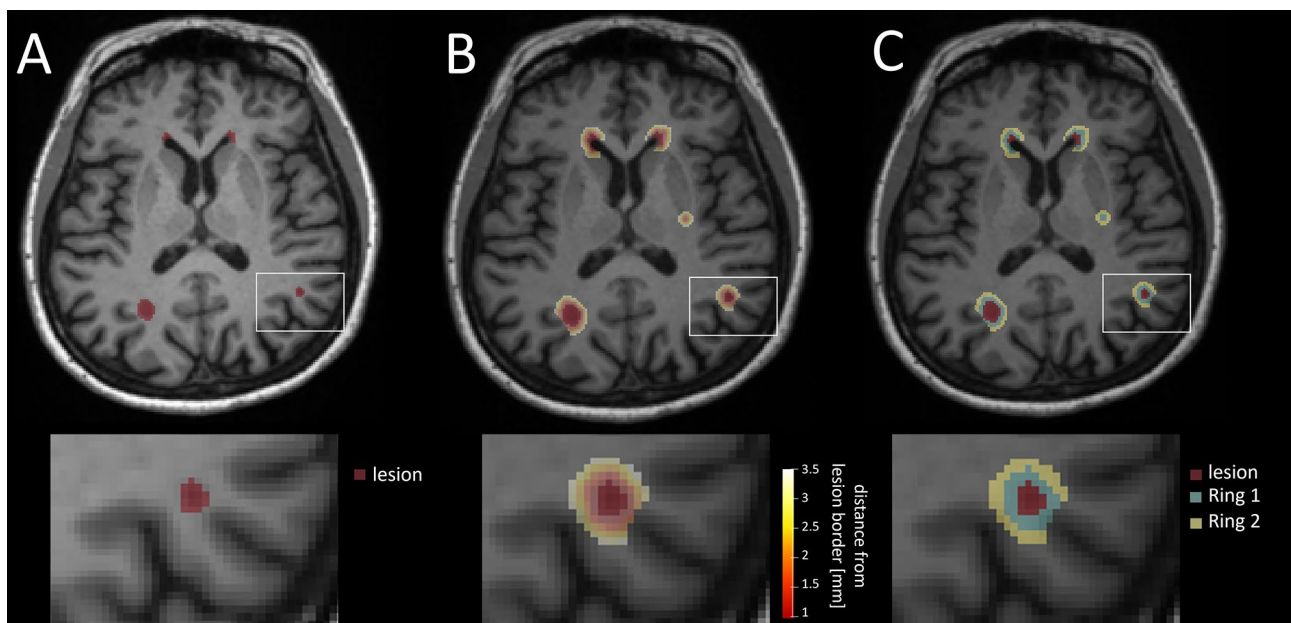 A
B
C
lesion
3.5
3
2.5
2
1.5
1
distance from
lesion border [mm]
lesion
Ring 1
Ring 2